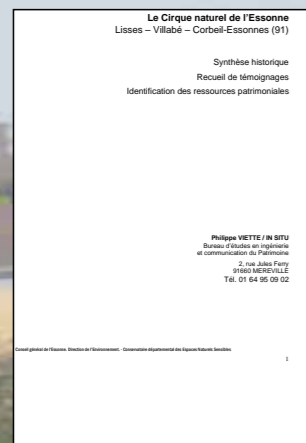 Le Cirque naturel de l'Essonne
Lisses – Villabé – Corbeil-Essonnes (91)
Synthèse historique
Recueil de témoignages
Identification des ressources patrimoniales
Philippe VIETTE / IN SITU
Bureau d'études en ingénierie
et communication du Patrimoine
2, rue Jules Ferry
91660 MEREVILLE
Tél. 01 64 95 09 02
Conseil général de l'Essonne. Direction de l'Environnement. - Conservatoire départemental des Espaces Naturels Sensibles
1